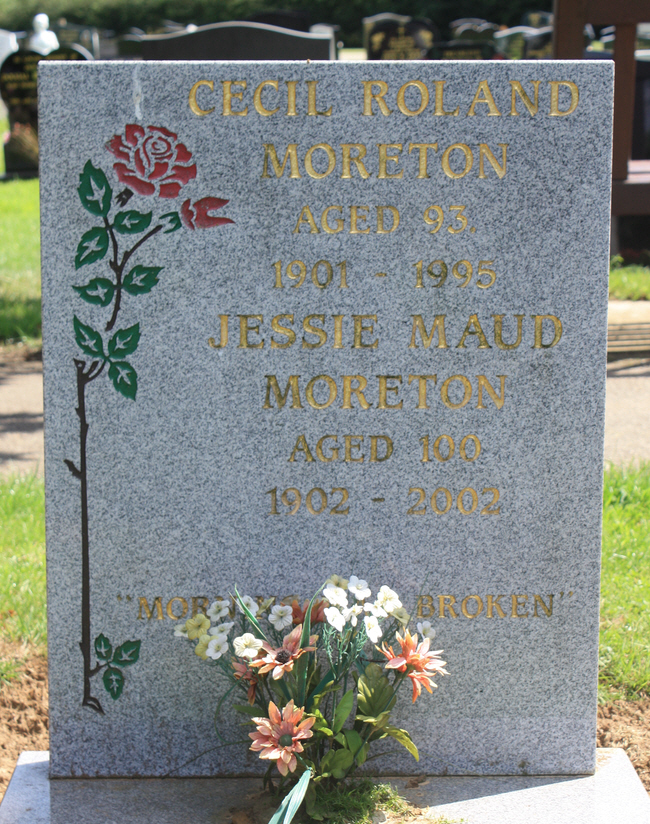 CECIL ROLAND
MORETON
AGED 93.
1901 - 1995
JESSIE MAUD
MORETON
AGED 100
1902 - 2002
BROKEN"